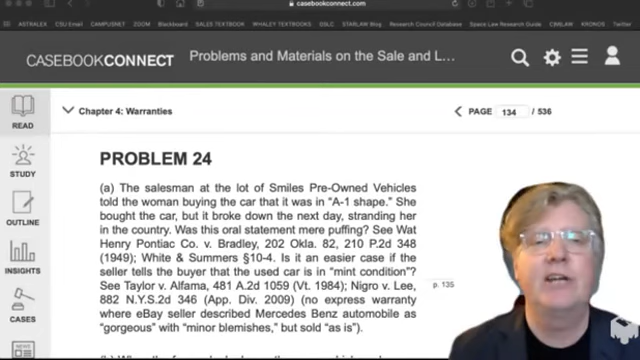 casebookconnect.com
ASTRALEX CSU Email CAMPUSNET ZOOM Blackboard SALES TEXTBOOK WHALEY TEXTBOOKS OSC STARLAW Blog Research Council Database Space Law Research Guide CIVILAW KRONOS Twitter
CASEBOOKCONNECT Problems and Materials on the Sale and L...
Chapter 4: Warranties PAGE 134 / 536
READ
STUDY
OUTLINE
INSIGHTS
CASES
PROBLEM 24
(a) The salesman at the lot of Smiles Pre-Owned Vehicles
told the woman buying the car that it was in "A-1 shape." She
bought the car, but it broke down the next day, stranding her
in the country. Was this oral statement mere puffing? See Wat
Henry Pontiac Co. v. Bradley, 202 Okla. 82, 210 P.2d 348
(1949); White & Summers §10-4. Is it an easier case if the
seller tells the buyer that the used car is in "mint condition"?
See Taylor v. Alfama, 481 A.2d 1059 (Vt. 1984); Nigro v. Lee,
882 N.Y.S.2d 346 (App. Div. 2009) (no express warranty
where eBay seller described Mercedes Benz automobile as
"gorgeous" with "minor blemishes," but sold "as is").
p. 135